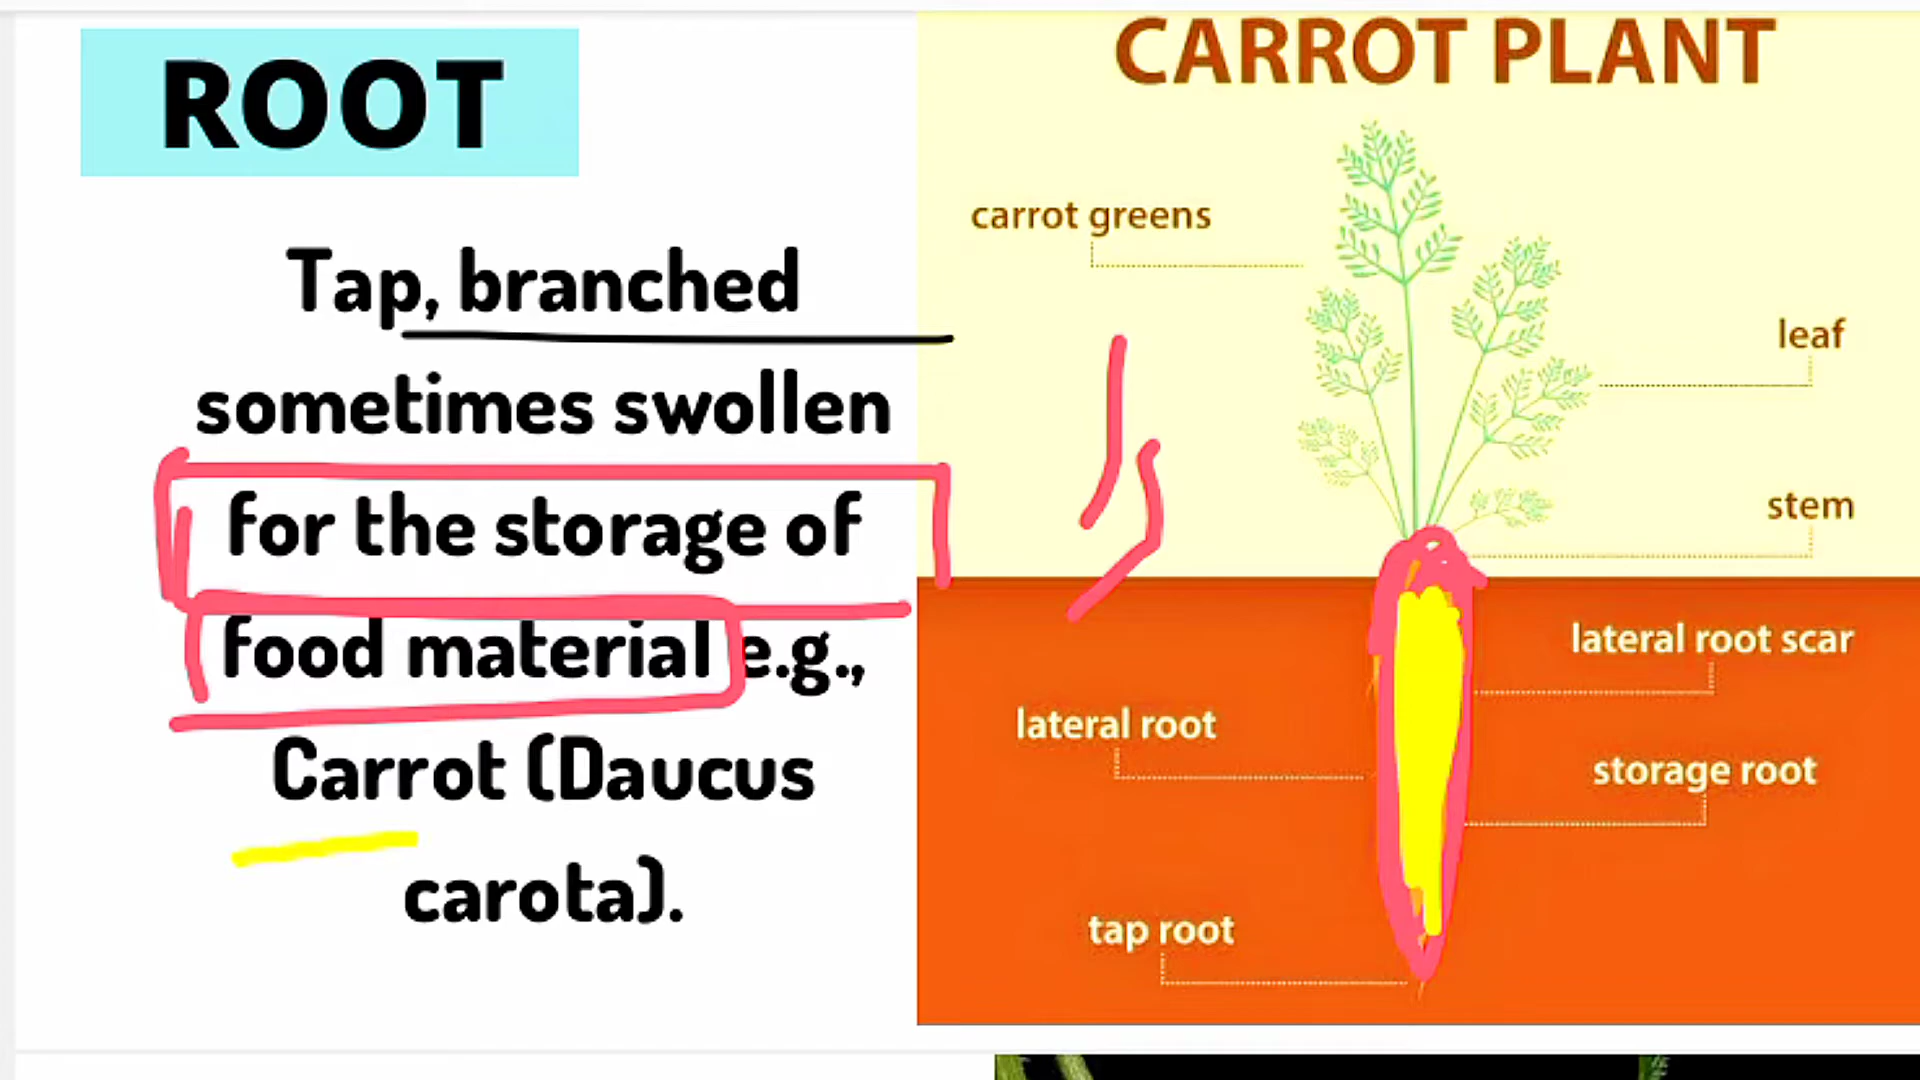 ROOT
Tap, branched
sometimes swollen
for the storage of
food material e.g.,
Carrot (Daucus
carota).
CARROT PLANT
carrot greens
leaf
stem
lateral root scar
lateral root
storage root
tap root